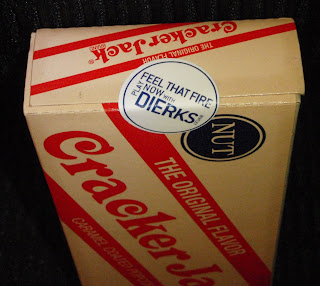 THE ORIGINAL FLAVOR
Cracker Jack®
FEEL THAT FIRE
PLAY NOW WITH
DIERKS
NUT
THE ORIGINAL FLAVOR
Cracker Jac
CARAMEL COATED